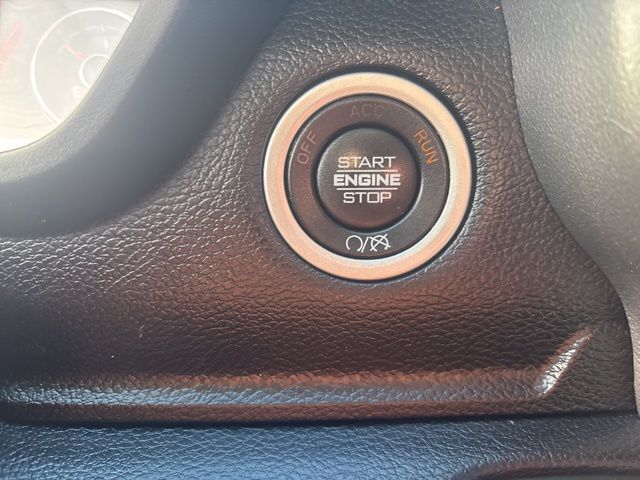 OFF
ACC
RUN
START
ENGINE
STOP